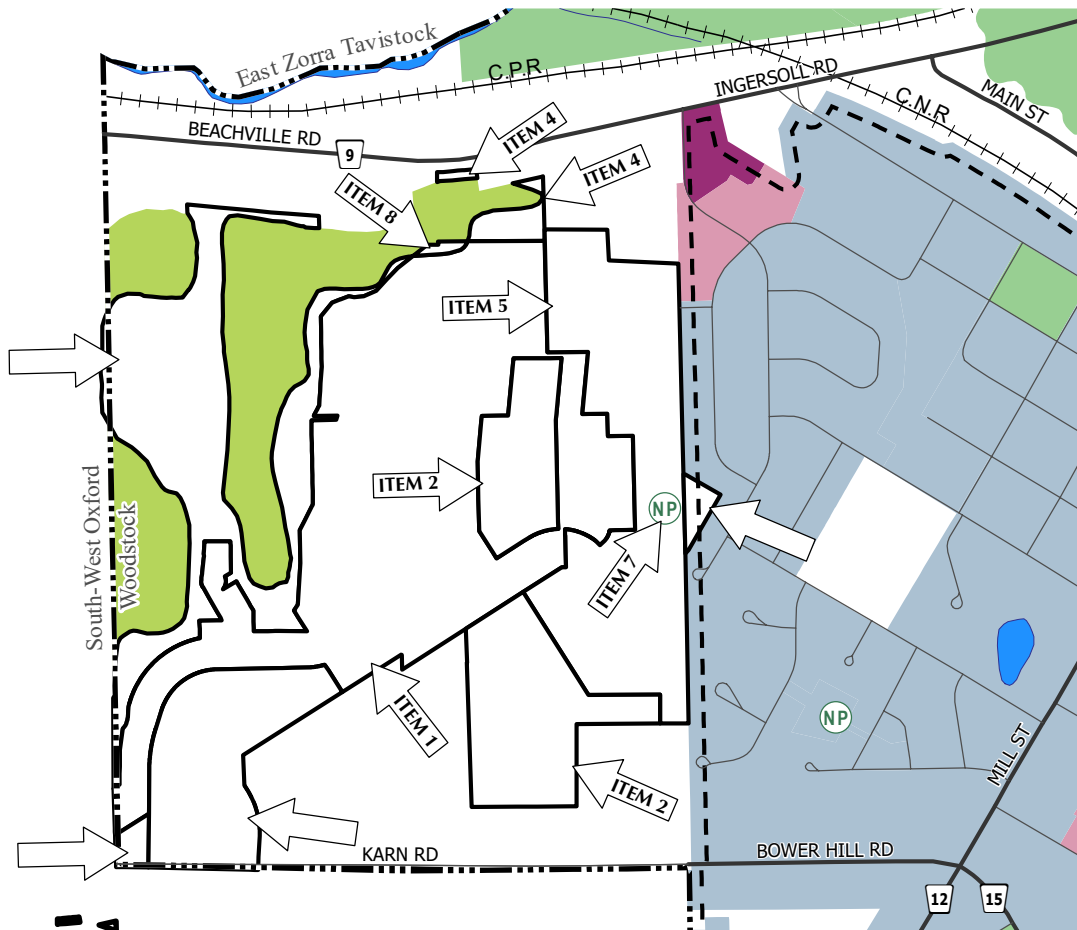 East Zorra Tavistock
C.P.R
INGERSOLL RD
MAIN ST
C.N.R
BEACHVILLE RD
9
ITEM 4
ITEM 4
ITEM 8
ITEM 5
ITEM 2
NP
ITEM 7
South-West Oxford
Woodstock
ITEM 1
NP
MILL ST
ITEM 2
KARN RD
BOWER HILL RD
12
15